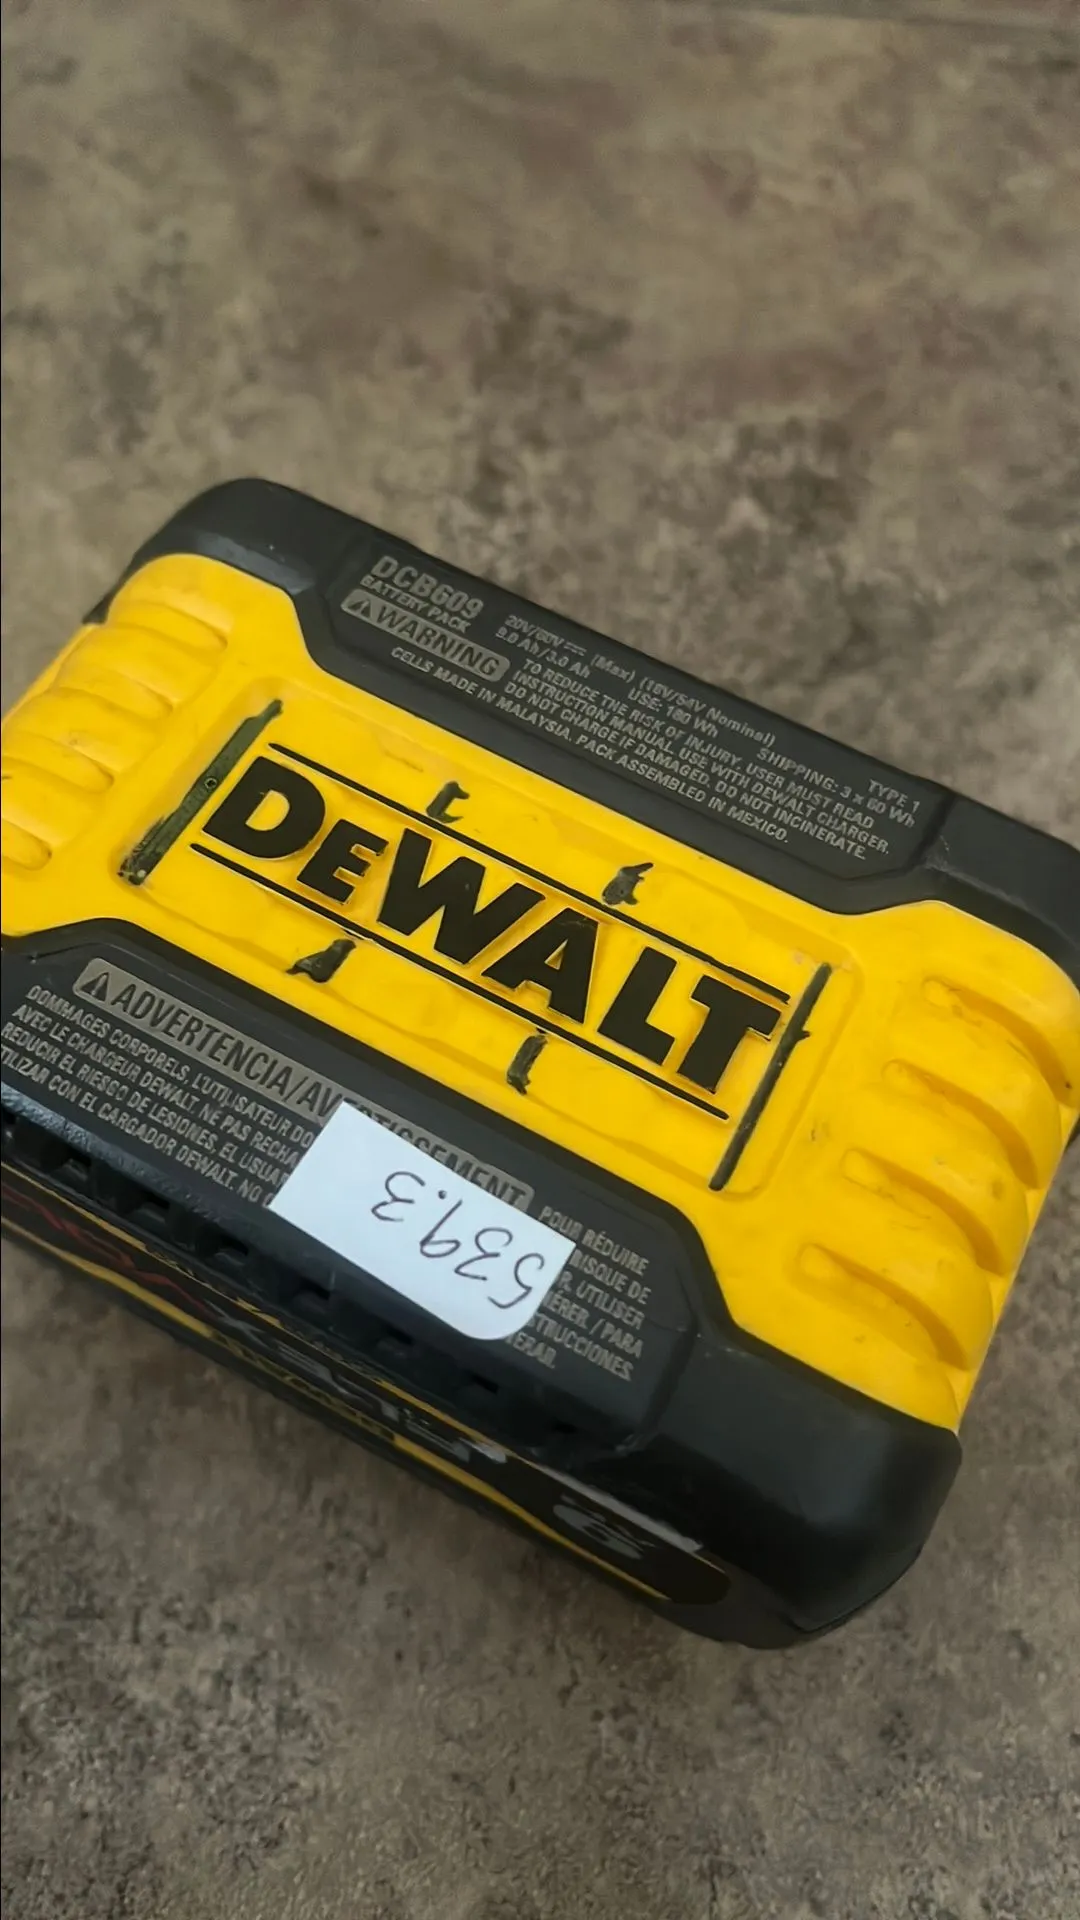 DCB609
BATTERY PACK
20V/60V (Max) (18V/54V Nominal) TYPE 1
9.0 Ah/3.0 Ah USE: 180 Wh SHIPPING: 3 x 60 Wh
WARNING
TO REDUCE THE RISK OF INJURY, USER MUST READ
INSTRUCTION MANUAL. USE WITH DEWALT CHARGER.
DO NOT CHARGE IF DAMAGED. DO NOT INCINERATE.
CELLS MADE IN MALAYSIA. PACK ASSEMBLED IN MEXICO.
DEWALT
ADVERTENCIA/AVERTISSEMENT
POUR RÉDUIRE
DOMMAGES CORPORELS, L'UTILISATEUR DO RISQUE DE
AVEC LE CHARGEUR DEWALT. NE PAS RECHA R. UTILISER
REDUCIR EL RIESGO DE LESIONES, EL USUA / PARA
TILIZAR CON EL CARGADOR DEWALT. NO STRUCCIONES.
539.3